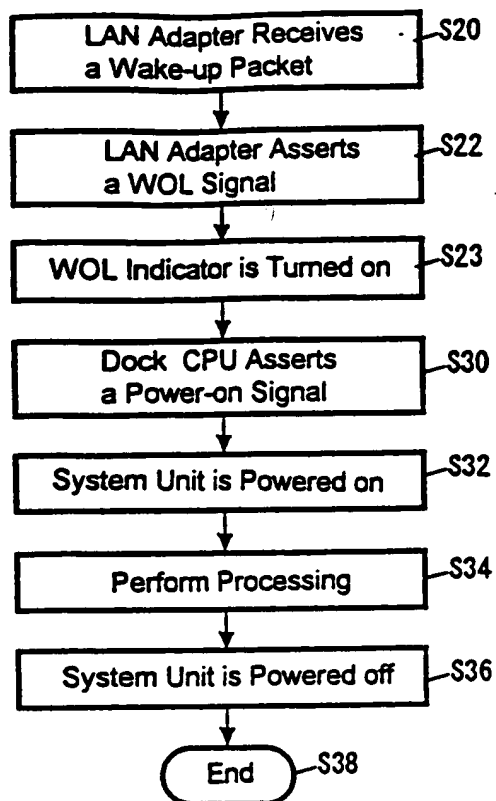 LAN Adapter Receives
a Wake-up Packet
S20
LAN Adapter Asserts
a WOL Signal
S22
WOL Indicator is Turned on
S23
Dock CPU Asserts
a Power-on Signal
S30
System Unit is Powered on
S32
Perform Processing
S34
System Unit is Powered off
S36
End
S38